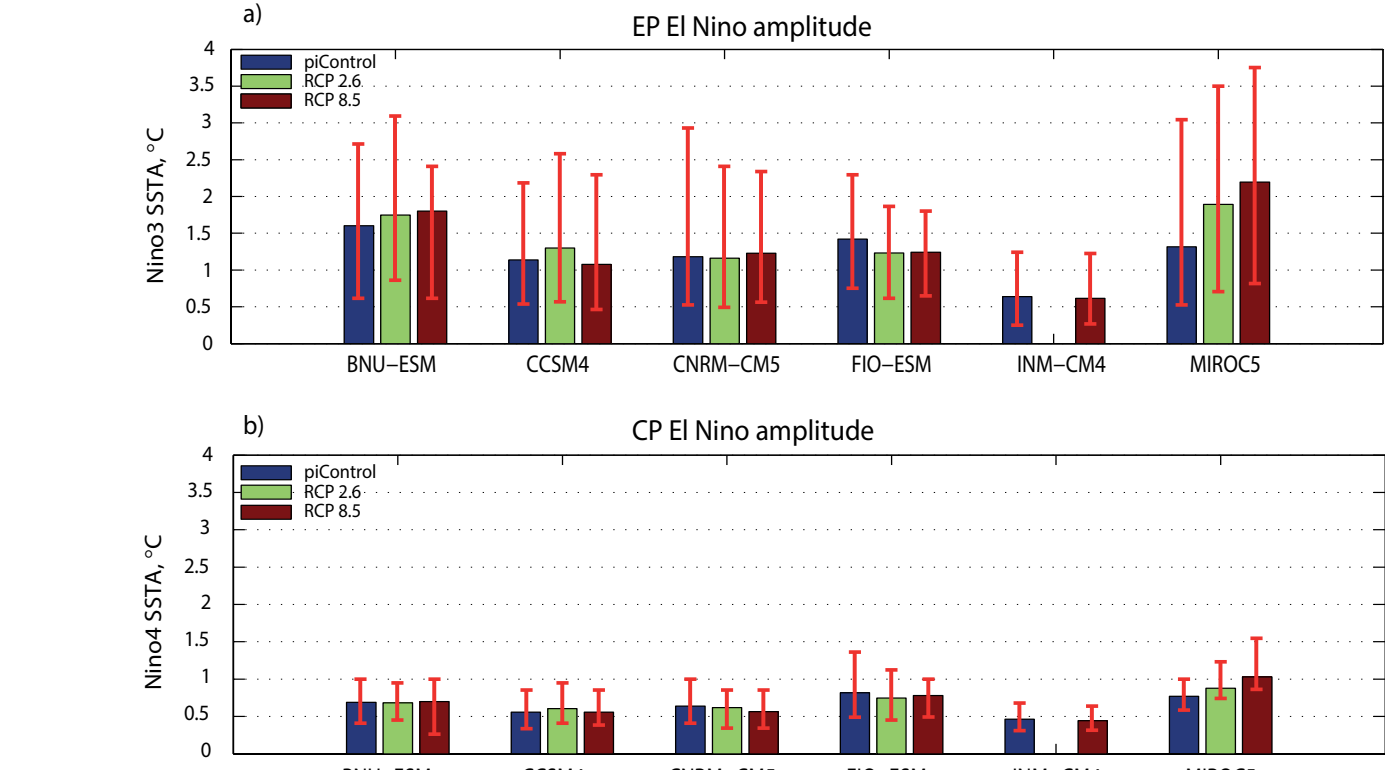 a)
EP El Nino amplitude
Nino3 SSTA, °C
4
3.5
3
2.5
2
1.5
1
0.5
0
piControl
RCP 2.6
RCP 8.5
BNU−ESM CCSM4 CNRM−CM5 FIO−ESM INM−CM4 MIROC5
b)
CP El Nino amplitude
Nino4 SSTA, °C
4
3.5
3
2.5
2
1.5
1
0.5
0
piControl
RCP 2.6
RCP 8.5